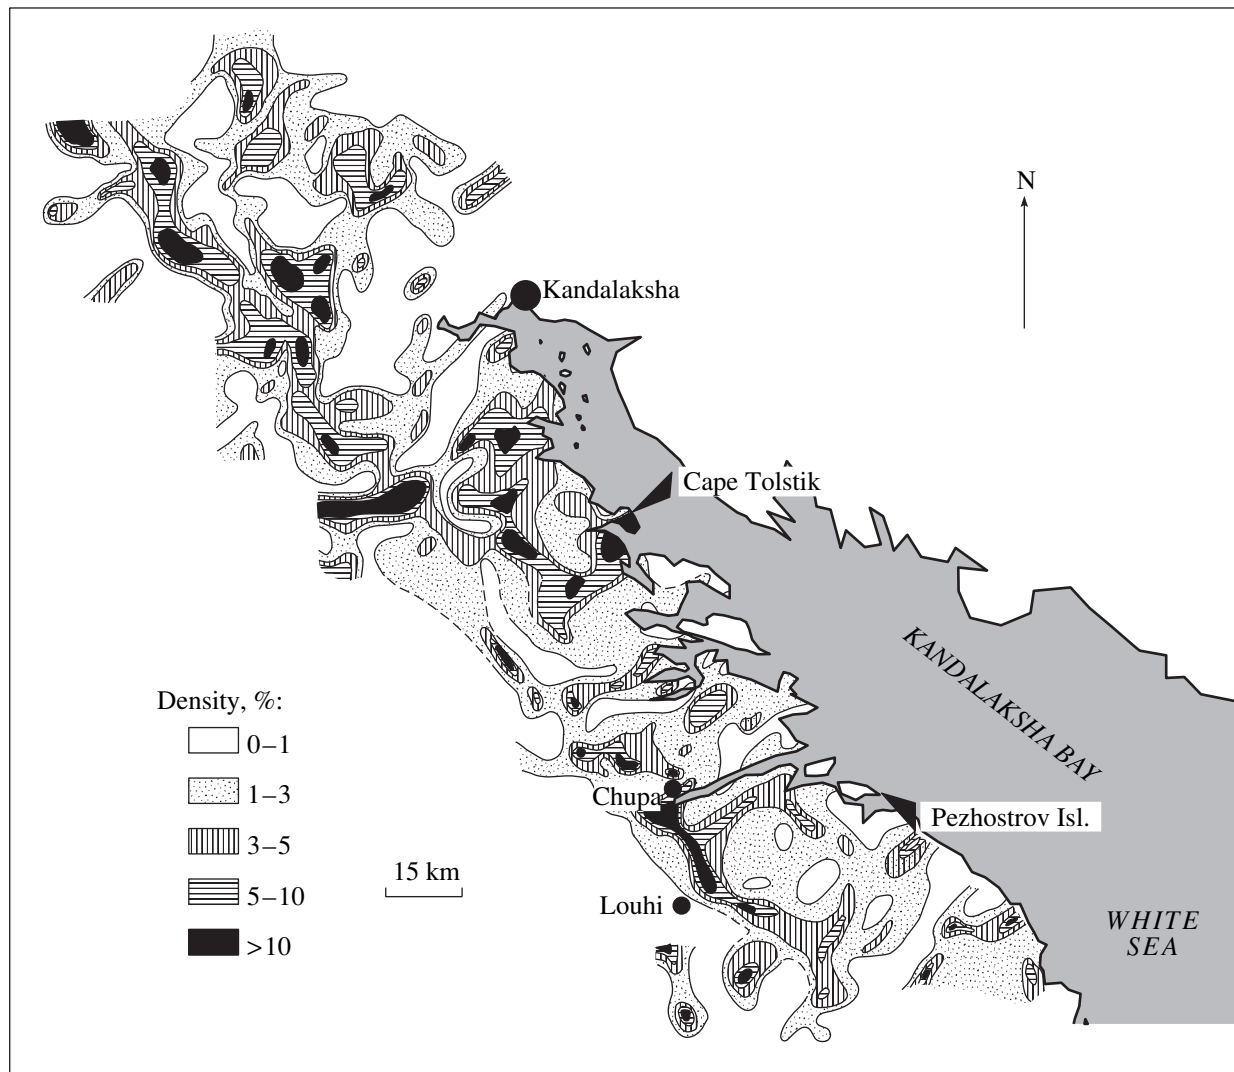 N
Kandalaksha
Cape Tolstik
KANDALAKSHA BAY
Density, %:
0–1
1–3
3–5
5–10
>10
15 km
Chupa
Pezhostrov Isl.
Louhi
WHITE
SEA